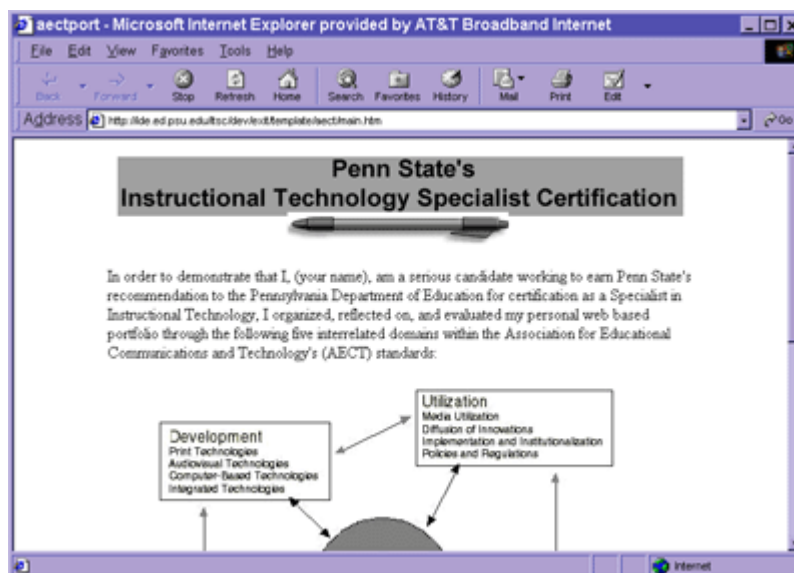 aectport - Microsoft Internet Explorer provided by AT&T Broadband Internet
File Edit View Favorites Tools Help
Back Forward Stop Refresh Home Search Favorites History Mail Print Edit
Address http://ide.ed.psu.edu/itsc/dev/exit/template/aect/main.htm Go
Penn State's
Instructional Technology Specialist Certification
In order to demonstrate that I, (your name), am a serious candidate working to earn Penn State's
recommendation to the Pennsylvania Department of Education for certification as a Specialist in
Instructional Technology, I organized, reflected on, and evaluated my personal web based
portfolio through the following five interrelated domains within the Association for Educational
Communications and Technology's (AECT) standards:
Utilization
Media Utilization
Diffusion of Innovations
Implementation and Institutionalization
Policies and Regulations
Development
Print Technologies
Audiovisual Technologies
Computer-Based Technologies
Integrated Technologies
Internet